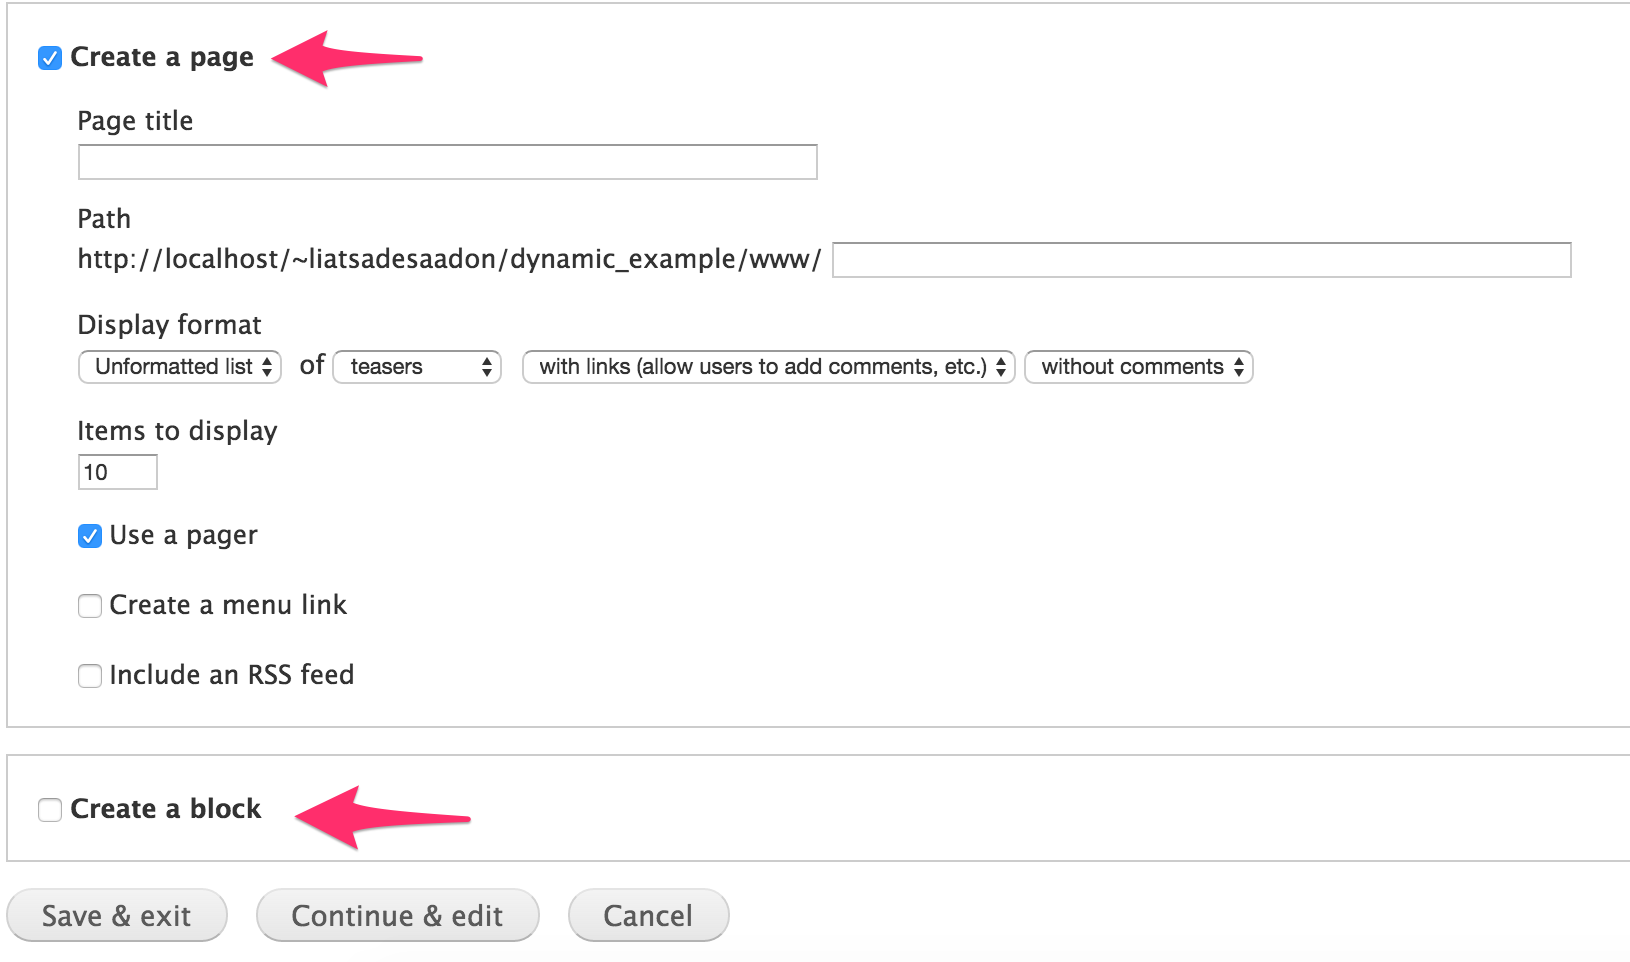 Create a page
Page title
Path
http://localhost/~liatsadesaadon/dynamic_example/www/
Display format
Unformatted list of teasers with links (allow users to add comments, etc.) without comments
Items to display
10
Use a pager
Create a menu link
Include an RSS feed
Create a block
Save & exit Continue & edit Cancel